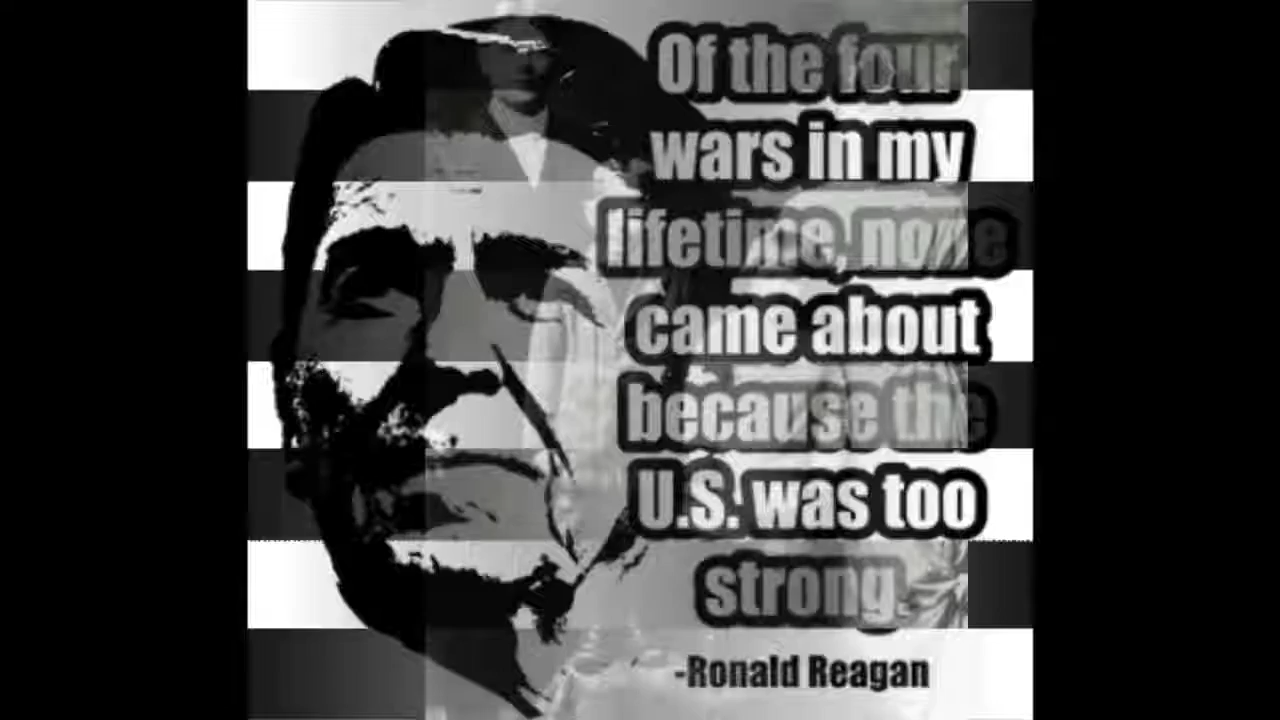 Of the four
wars in my
lifetime, none
came about
because the
U.S. was too
strong.
-Ronald Reagan